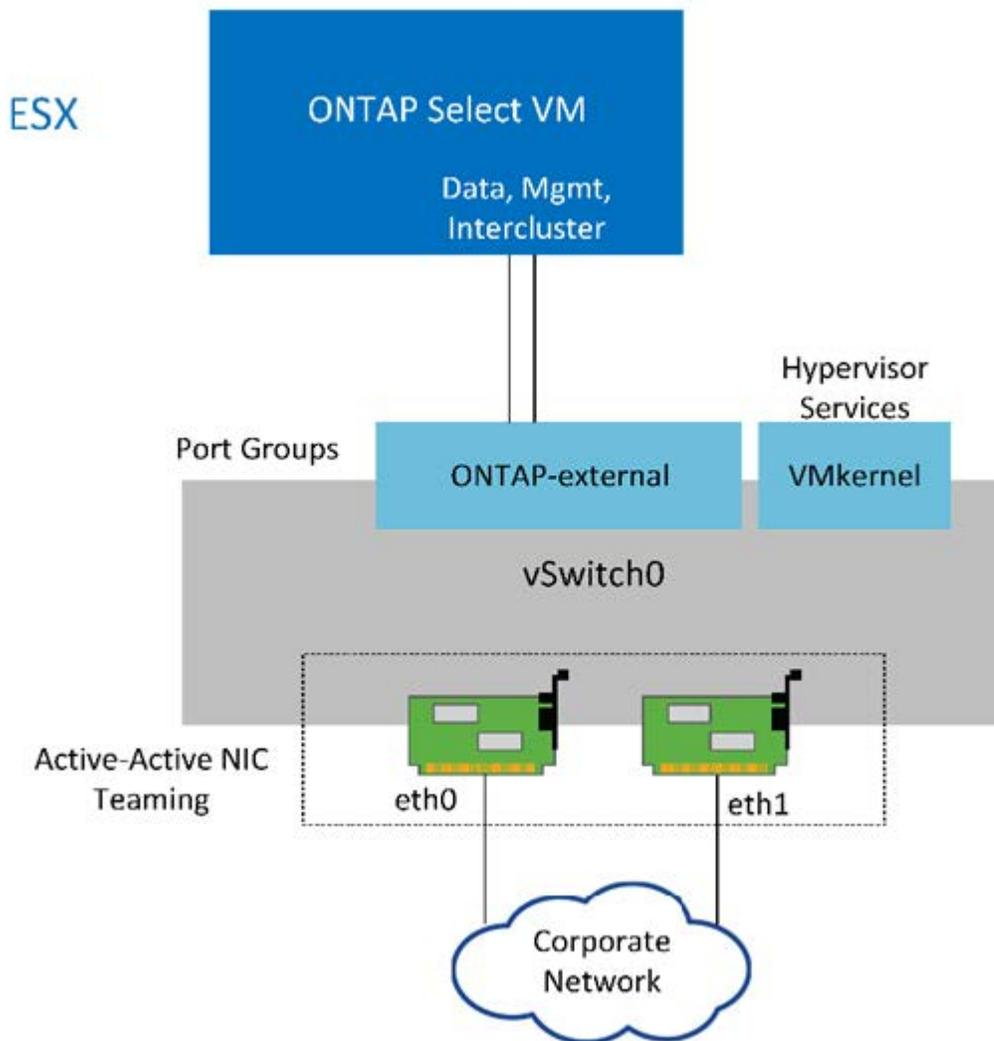 ESX
ONTAP Select VM
Data, Mgmt,
Intercluster
Hypervisor
Services
Port Groups
ONTAP-external
VMkernel
vSwitch0
Active-Active NIC
Teaming
eth0
eth1
Corporate
Network